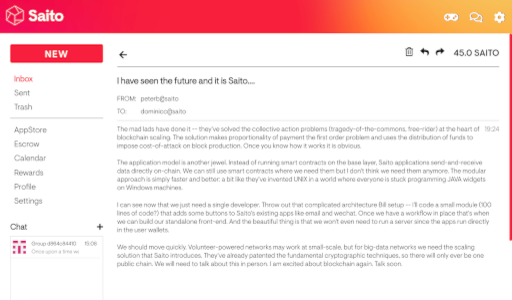 Saito
NEW
45.0 SAITO
Inbox
Sent
Trash
AppStore
Escrow
Calendar
Rewards
Profile
Settings
Chat +
Group d984c944f0 19:08
Once upon a time we
I have seen the future and it is Saito....
FROM: peterb@saito
TO: dominico@saito
The mad lads have done it -- they've solved the collective action problems (tragedy-of-the-commons, free-rider) at the heart of 19:24
blockchain scaling. The solution makes proportionality of payment the first order problem and uses the distribution of funds to
impose cost-of-attack on block production. Once you know how it works it is obvious.
The application model is another jewel. Instead of running smart contracts on the base layer, Saito applications send-and-receive
data directly on-chain. We can still use smart contracts where we need them but I don't think we need them anymore. The modular
approach is simply faster and better: a bit like they've invented UNIX in a world where everyone is stuck programming JAVA widgets
on Windows machines.
I can see now that we just need a single developer. Throw out that complicated architecture Bill setup -- I'll code a small module (100
lines of code?) that adds some buttons to Saito's existing apps like email and wechat. Once we have a workflow in place that's when
we can build our standalone front-end. And the beautiful thing is that we won't even need to run a server since the apps run directly
in the user wallets.
We should move quickly. Volunteer-powered networks may work at small-scale, but for big-data networks we need the scaling
solution that Saito introduces. They've already patented the fundamental cryptographic techniques, so there will only ever be one
public chain. We will need to talk about this in person. I am excited about blockchain again. Talk soon.